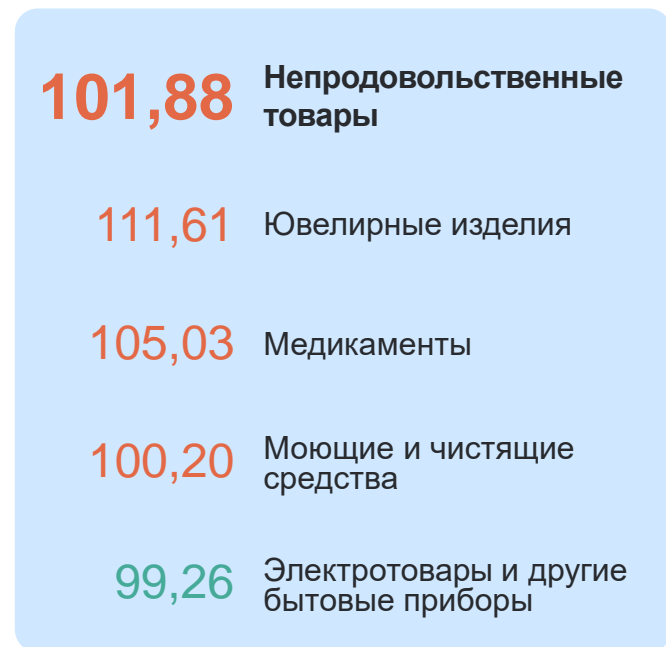 101,88 Непродовольственные
товары
111,61 Ювелирные изделия
105,03 Медикаменты
100,20 Моющие и чистящие
средства
99,26 Электротовары и другие
бытовые приборы